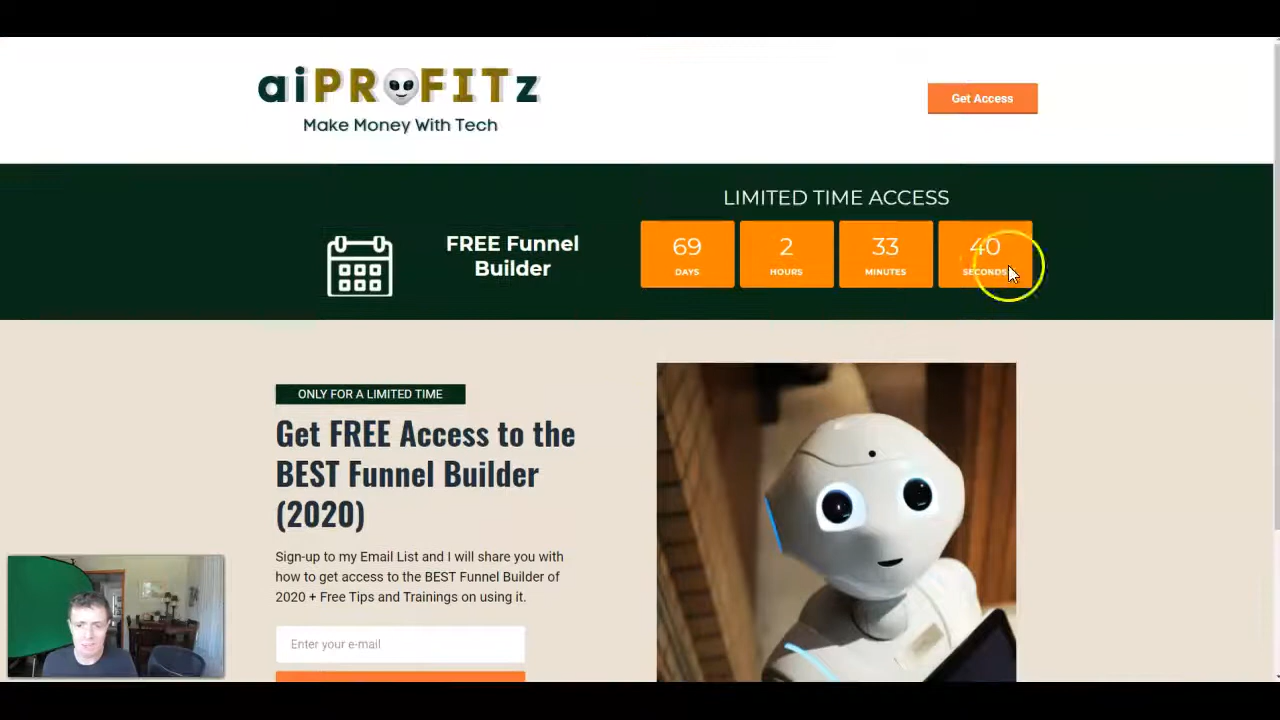 aiPR👽FITz
Make Money With Tech
Get Access
LIMITED TIME ACCESS
FREE Funnel
Builder
69
DAYS
2
HOURS
33
MINUTES
40
SECONDS
ONLY FOR A LIMITED TIME
Get FREE Access to the
BEST Funnel Builder
(2020)
Sign-up to my Email List and I will share you with
how to get access to the BEST Funnel Builder of
2020 + Free Tips and Trainings on using it.
Enter your e-mail